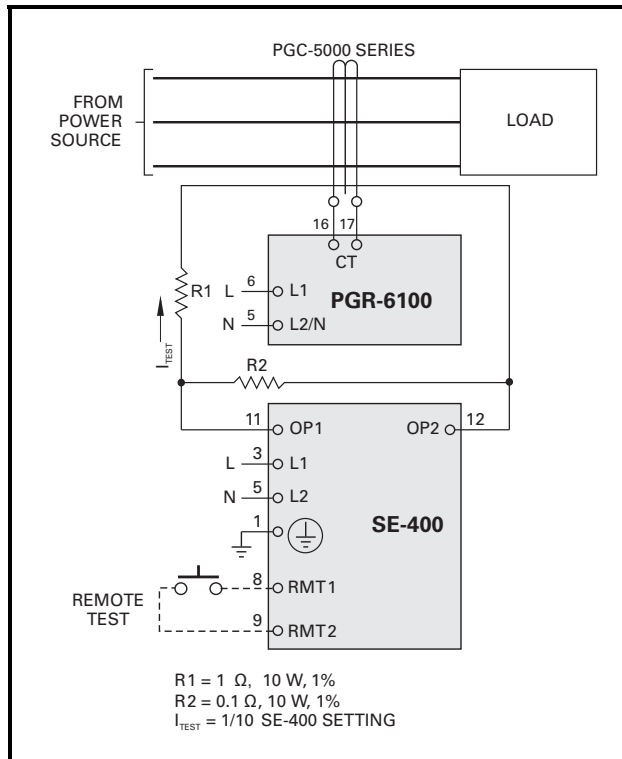 PGC-5000 SERIES
FROM
POWER
SOURCE
LOAD
16 17
CT
R1
L 6 L1
PGR-6100
N 5 L2/N
I_TEST
R2
11 OP1
OP2 12
L 3 L1
N 5 L2
1
SE-400
8 RMT1
REMOTE
TEST
9 RMT2
R1 = 1 Ω, 10 W, 1%
R2 = 0.1 Ω, 10 W, 1%
I_TEST = 1/10 SE-400 SETTING